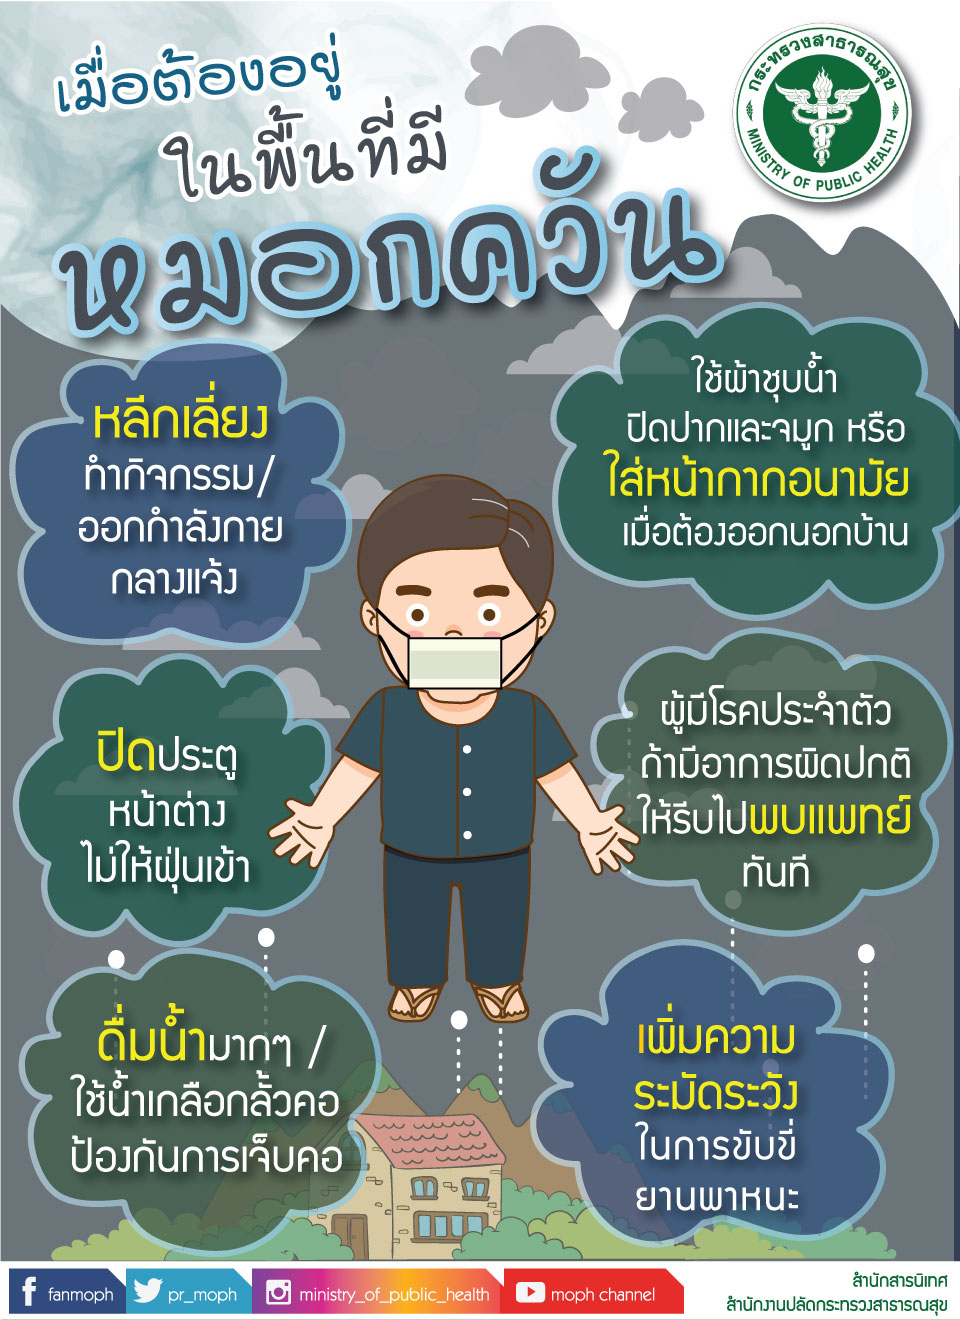 เมื่อต้องอยู่
ในพื้นที่มี
หมอกควัน
กระทรวงสาธารณสุข
MINISTRY OF PUBLIC HEALTH
หลีกเลี่ยง
ทำกิจกรรม/
ออกกำลังกาย
กลางแจ้ง
ใช้ผ้าชุบน้ำ
ปิดปากและจมูก หรือ
ใส่หน้ากากอนามัย
เมื่อต้องออกนอกบ้าน
ปิดประตู
หน้าต่าง
ไม่ให้ฝุ่นเข้า
ผู้มีโรคประจำตัว
ถ้ามีอาการผิดปกติ
ให้รีบไปพบแพทย์
ทันที
ดื่มน้ำมากๆ /
ใช้น้ำเกลือกลั้วคอ
ป้องกันการเจ็บคอ
เพิ่มความ
ระมัดระวัง
ในการขับขี่
ยานพาหนะ
fanmoph
pr_moph
ministry_of_public_health
moph channel
สำนักสารนิเทศ
สำนักงานปลัดกระทรวงสาธารณสุข